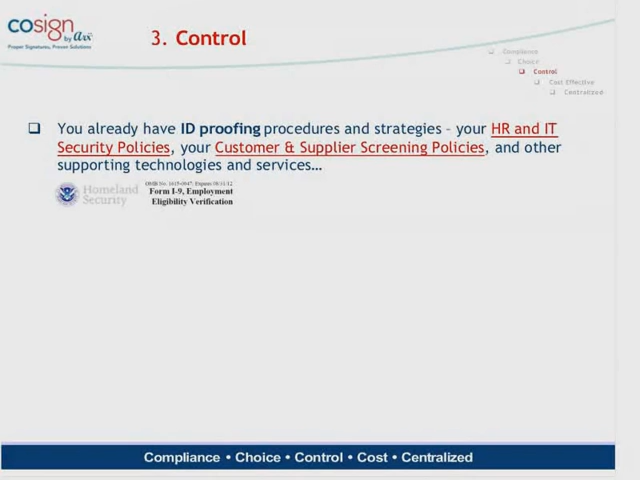 cosign
by arx
Proper Signatures, Proven Solutions
3. Control
Compliance
Choice
Control
Cost Effective
Centralized
You already have ID proofing procedures and strategies – your HR and IT
Security Policies, your Customer & Supplier Screening Policies, and other
supporting technologies and services…
Homeland
Security
Form I-9, Employment
Eligibility Verification
Compliance • Choice • Control • Cost • Centralized